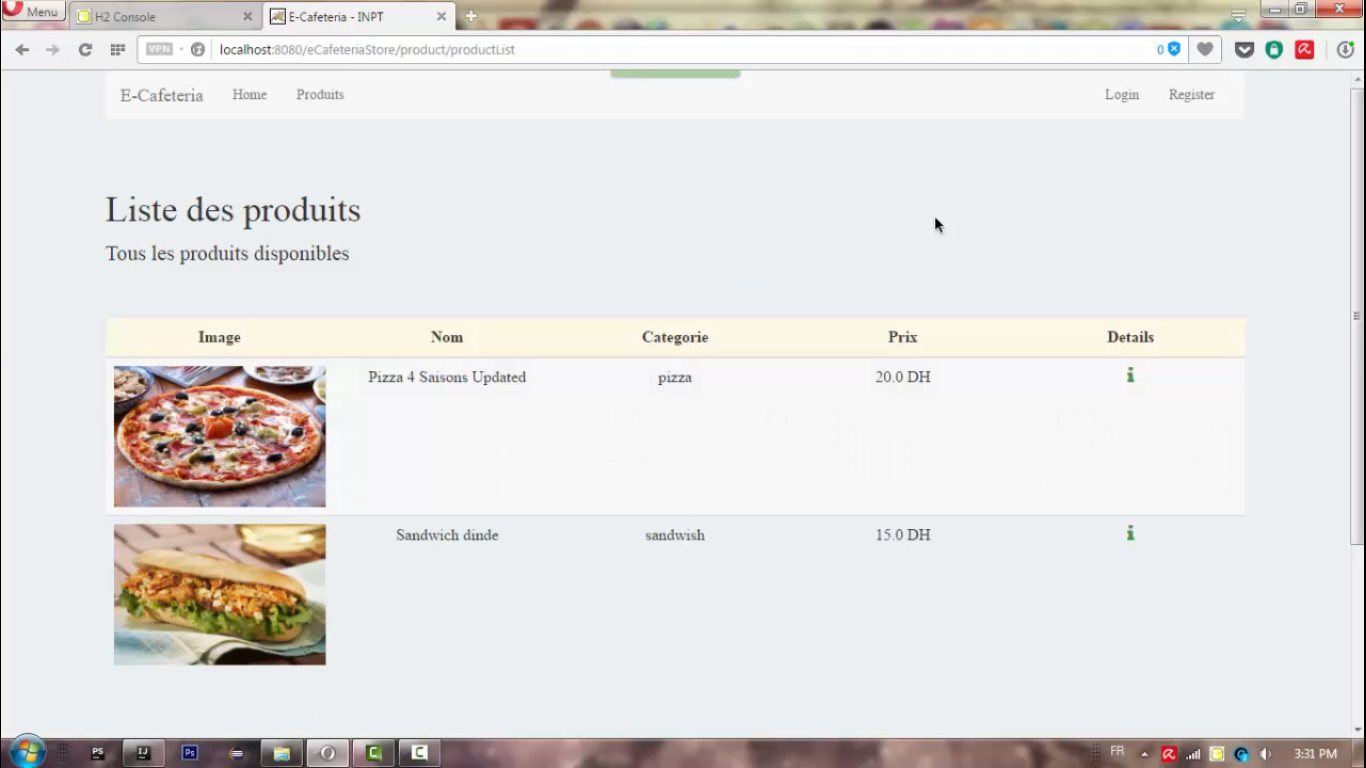 Menu
H2 Console
E-Cafeteria - INPT
VPN
localhost:8080/eCafeteriaStore/product/productList
0
E-Cafeteria
Home
Produits
Login
Register
Liste des produits
Tous les produits disponibles
Image
Nom
Categorie
Prix
Details
Pizza 4 Saisons Updated
pizza
20.0 DH
Sandwich dinde
sandwish
15.0 DH
PS
IJ
Ps
C
C
FR
3:31 PM